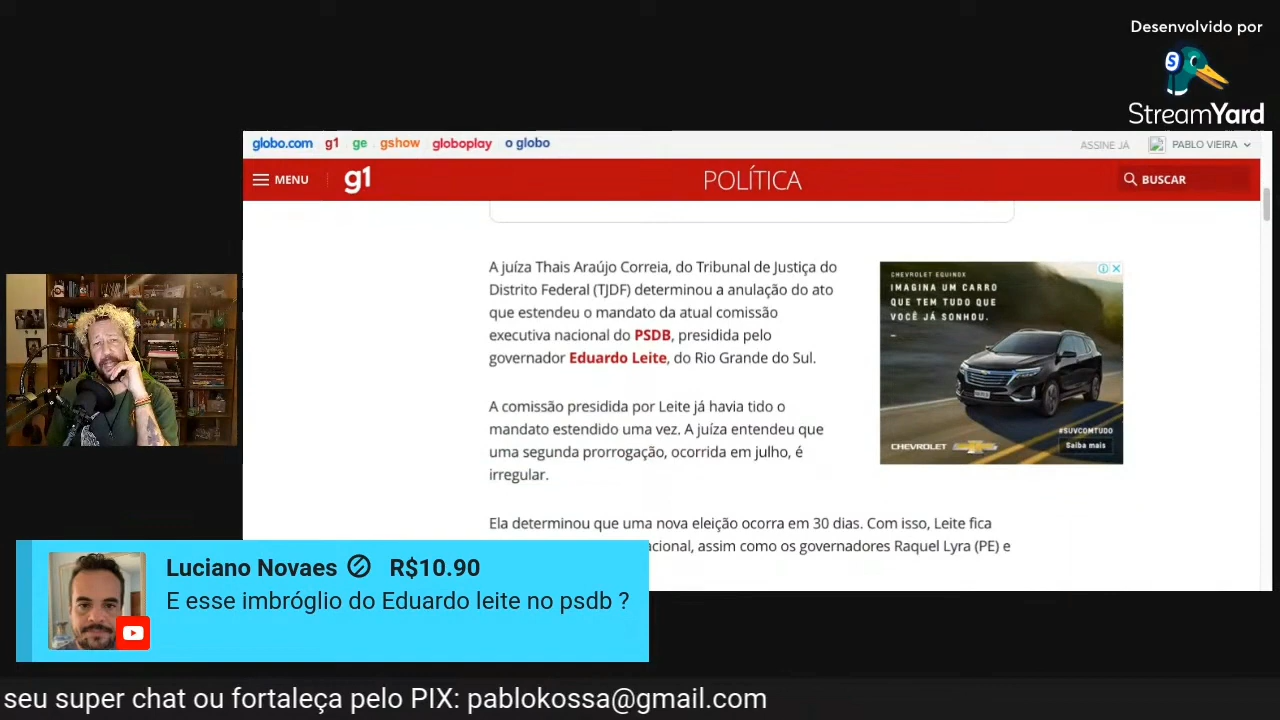 Desenvolvido por
S
StreamYard
globo.com g1 ge gshow globoplay o globo
ASSINE JÁ PABLO VIEIRA
MENU g1 POLÍTICA BUSCAR
A juíza Thais Araújo Correia, do Tribunal de Justiça do
Distrito Federal (TJDF) determinou a anulação do ato
que estendeu o mandato da atual comissão
executiva nacional do PSDB, presidida pelo
governador Eduardo Leite, do Rio Grande do Sul.
A comissão presidida por Leite já havia tido o
mandato estendido uma vez. A juíza entendeu que
uma segunda prorrogação, ocorrida em julho, é
irregular.
Ela determinou que uma nova eleição ocorra em 30 dias. Com isso, Leite fica
acional, assim como os governadores Raquel Lyra (PE) e
CHEVROLET EQUINOX
IMAGINA UM CARRO
QUE TEM TUDO QUE
VOCÊ JÁ SONHOU.
#SUVCOMTUDO
CHEVROLET
Saiba mais
Luciano Novaes R$10.90
E esse imbróglio do Eduardo leite no psdb ?
seu super chat ou fortaleça pelo PIX: pablokossa@gmail.com